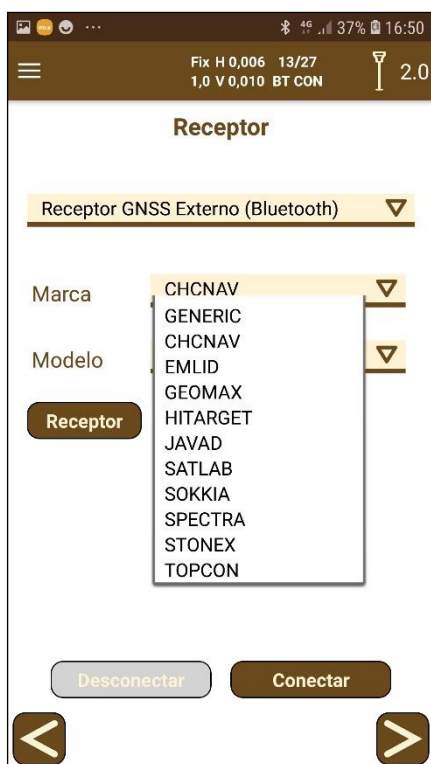 37% 16:50
Fix H 0,006 13/27
1,0 V 0,010 BT CON
2.0
Receptor
Receptor GNSS Externo (Bluetooth)
Marca
CHCNAV
GENERIC
CHCNAV
EMLID
Modelo
GEOMAX
HITARGET
Receptor
JAVAD
SATLAB
SOKKIA
SPECTRA
STONEX
TOPCON
Desconectar
Conectar